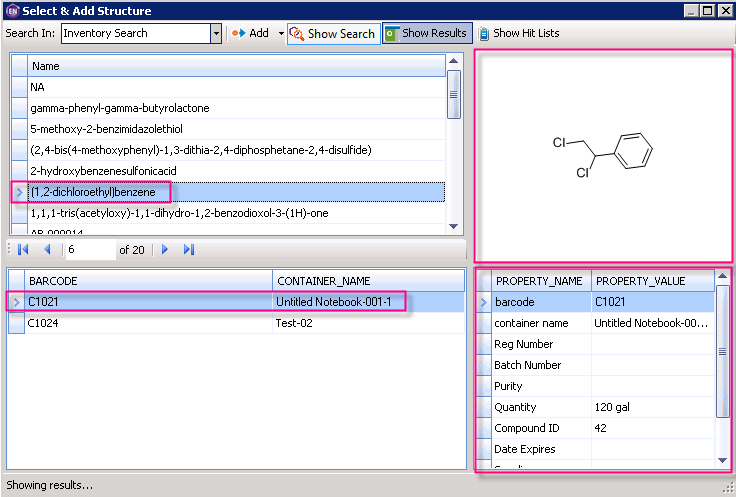 EN Select & Add Structure
Search In: Inventory Search Add Show Search Show Results Show Hit Lists
Name
NA
gamma-phenyl-gamma-butyrolactone
5-methoxy-2-benzimidazolethiol
(2,4-bis(4-methoxyphenyl)-1,3-dithia-2,4-diphosphetane-2,4-disulfide)
2-hydroxybenzenesulfonicacid
(1,2-dichloroethyl)benzene
1,1,1-tris(acetyloxy)-1,1-dihydro-1,2-benzodioxol-3-(1H)-one
AB-000014
Cl
Cl
6 of 20
BARCODE CONTAINER_NAME
C1021 Untitled Notebook-001-1
C1024 Test-02
PROPERTY_NAME PROPERTY_VALUE
barcode C1021
container name Untitled Notebook-00...
Reg Number
Batch Number
Purity
Quantity 120 gal
Compound ID 42
Date Expires
Showing results...